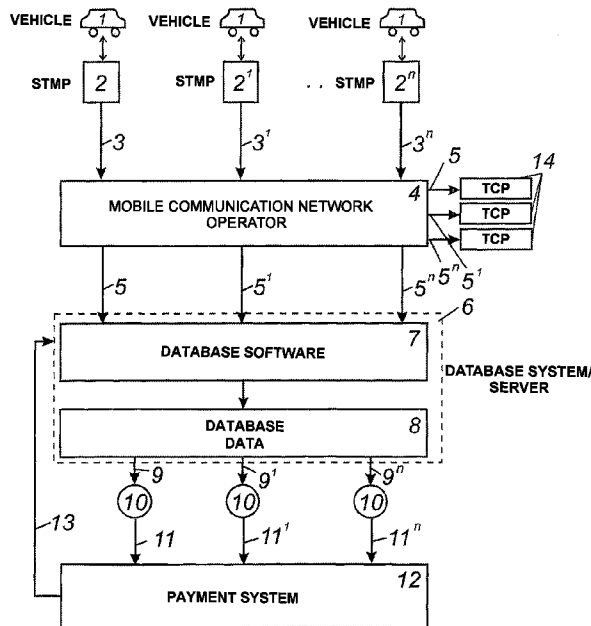 VEHICLE 1 VEHICLE 1 VEHICLE 1
STMP 2 STMP 2¹ . . STMP 2ⁿ
3 3¹ 3ⁿ
5 14
MOBILE COMMUNICATION NETWORK OPERATOR 4
TCP
TCP
TCP
5ⁿ 5¹
5 5¹ 5ⁿ
6
DATABASE SOFTWARE 7
DATABASE SYSTEM/
SERVER
DATABASE
DATA 8
9 9¹ 9ⁿ
10 10 10
13
11 11¹ 11ⁿ
PAYMENT SYSTEM 12